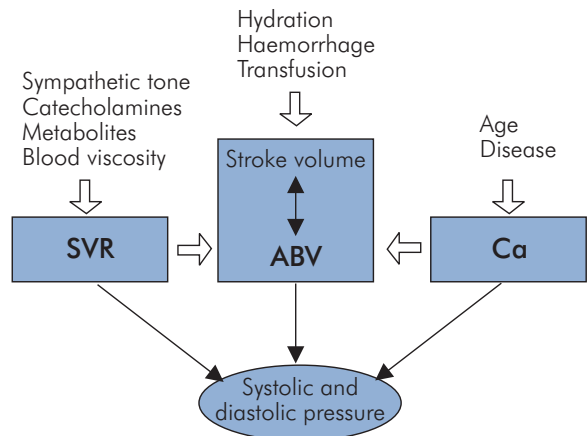 Hydration
Haemorrhage
Transfusion
Sympathetic tone
Catecholamines
Metabolites
Blood viscosity
Age
Disease
Stroke volume
SVR
ABV
Ca
Systolic and
diastolic pressure